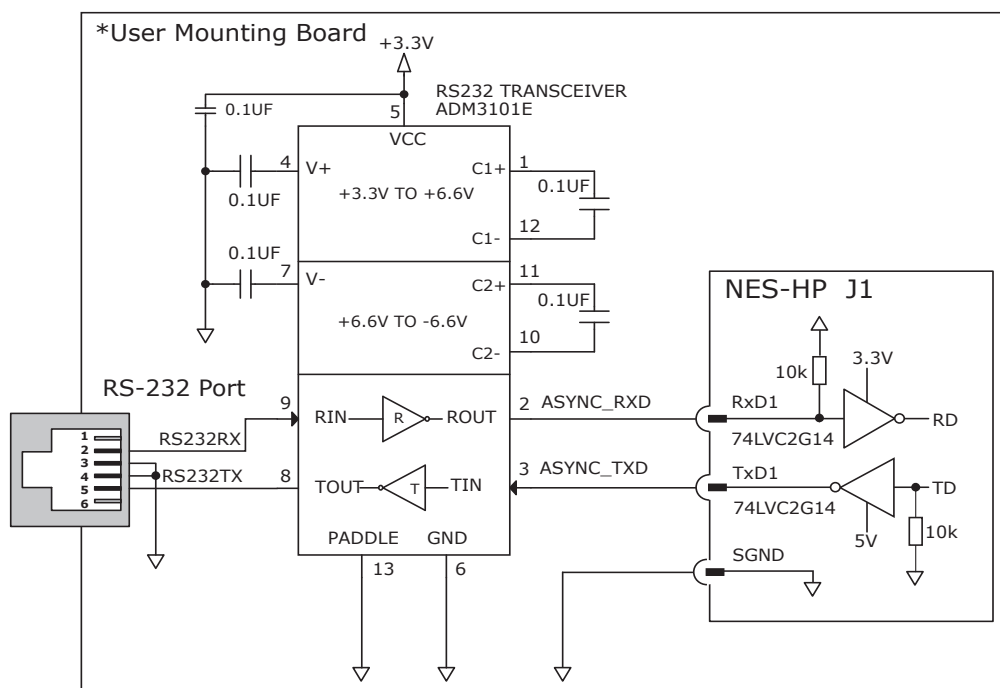 *User Mounting Board
+3.3V
RS232 TRANSCEIVER
ADM3101E
0.1UF
5
VCC
4
V+
C1+
1
0.1UF
+3.3V TO +6.6V
0.1UF
12
C1-
0.1UF
7
V-
C2+
11
0.1UF
+6.6V TO -6.6V
10
C2-
NES-HP J1
10k
3.3V
RS-232 Port
9
RIN
R
ROUT
2
ASYNC_RXD
RxD1
RD
74LVC2G14
1
2
3
4
5
6
RS232RX
RS232TX
8
TOUT
T
TIN
3
ASYNC_TXD
TxD1
TD
74LVC2G14
5V
10k
PADDLE
GND
13
6
SGND